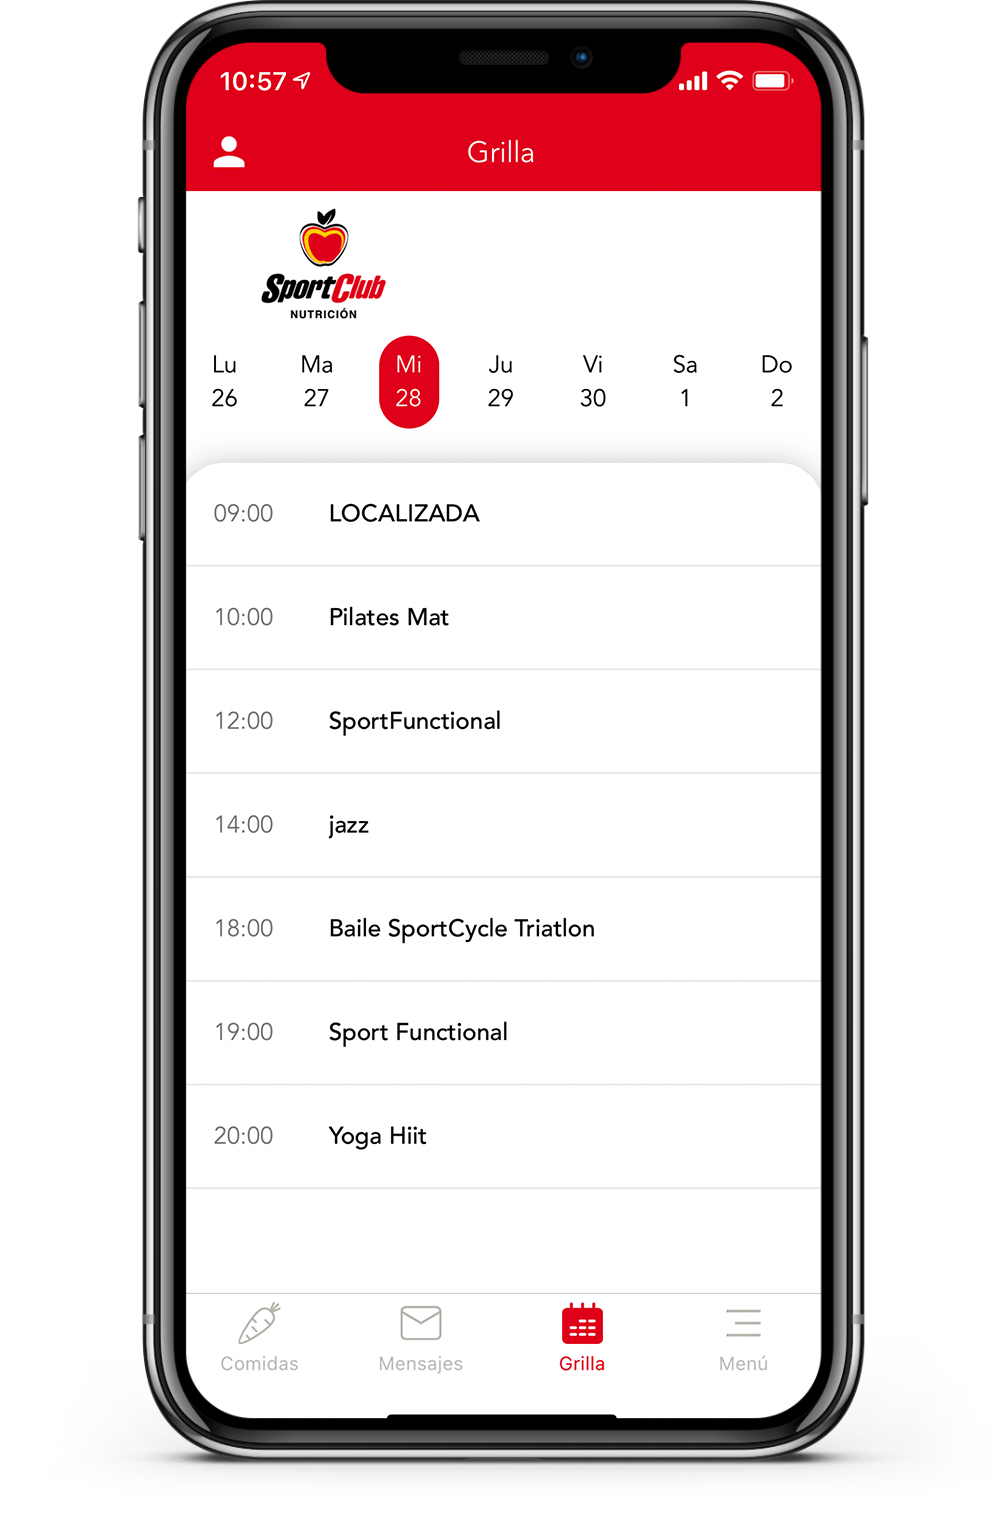 10:57
Grilla
SportClub
NUTRICIÓN
Lu Ma Mi Ju Vi Sa Do
26 27 28 29 30 1 2
09:00 LOCALIZADA
10:00 Pilates Mat
12:00 SportFunctional
14:00 jazz
18:00 Baile SportCycle Triatlon
19:00 Sport Functional
20:00 Yoga Hiit
Comidas Mensajes Grilla Menú